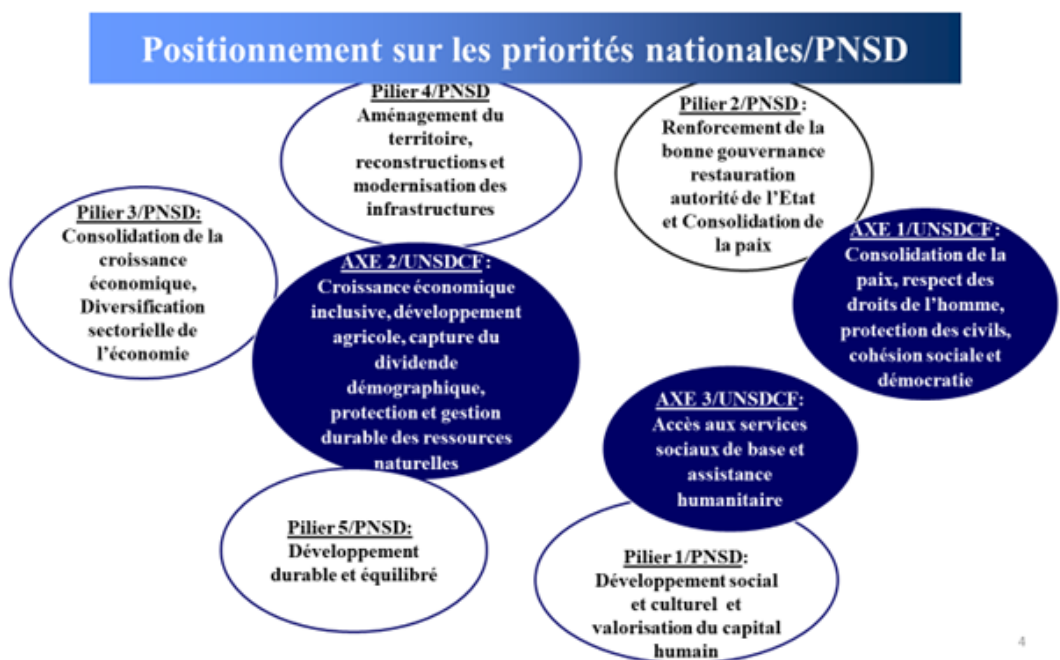 Positionnement sur les priorités nationales/PNSD
Pilier 4/PNSD
Aménagement du
territoire,
reconstructions et
modernisation des
infrastructures
Pilier 2/PNSD :
Renforcement de la
bonne gouvernance
restauration
autorité de l’Etat
et Consolidation de
la paix
Pilier 3/PNSD:
Consolidation de la
croissance
économique,
Diversification
sectorielle de
l’économie
AXE 2/UNSDCF :
Croissance économique
inclusive, développement
agricole, capture du
dividende
démographique,
protection et gestion
durable des ressources
naturelles
AXE 1/UNSDCF:
Consolidation de la
paix, respect des
droits de l’homme,
protection des civils,
cohésion sociale et
démocratie
AXE 3/UNSDCF:
Accès aux services
sociaux de base et
assistance
humanitaire
Pilier 5/PNSD:
Développement
durable et équilibré
Pilier 1/PNSD:
Développement social
et culturel et
valorisation du capital
humain
4